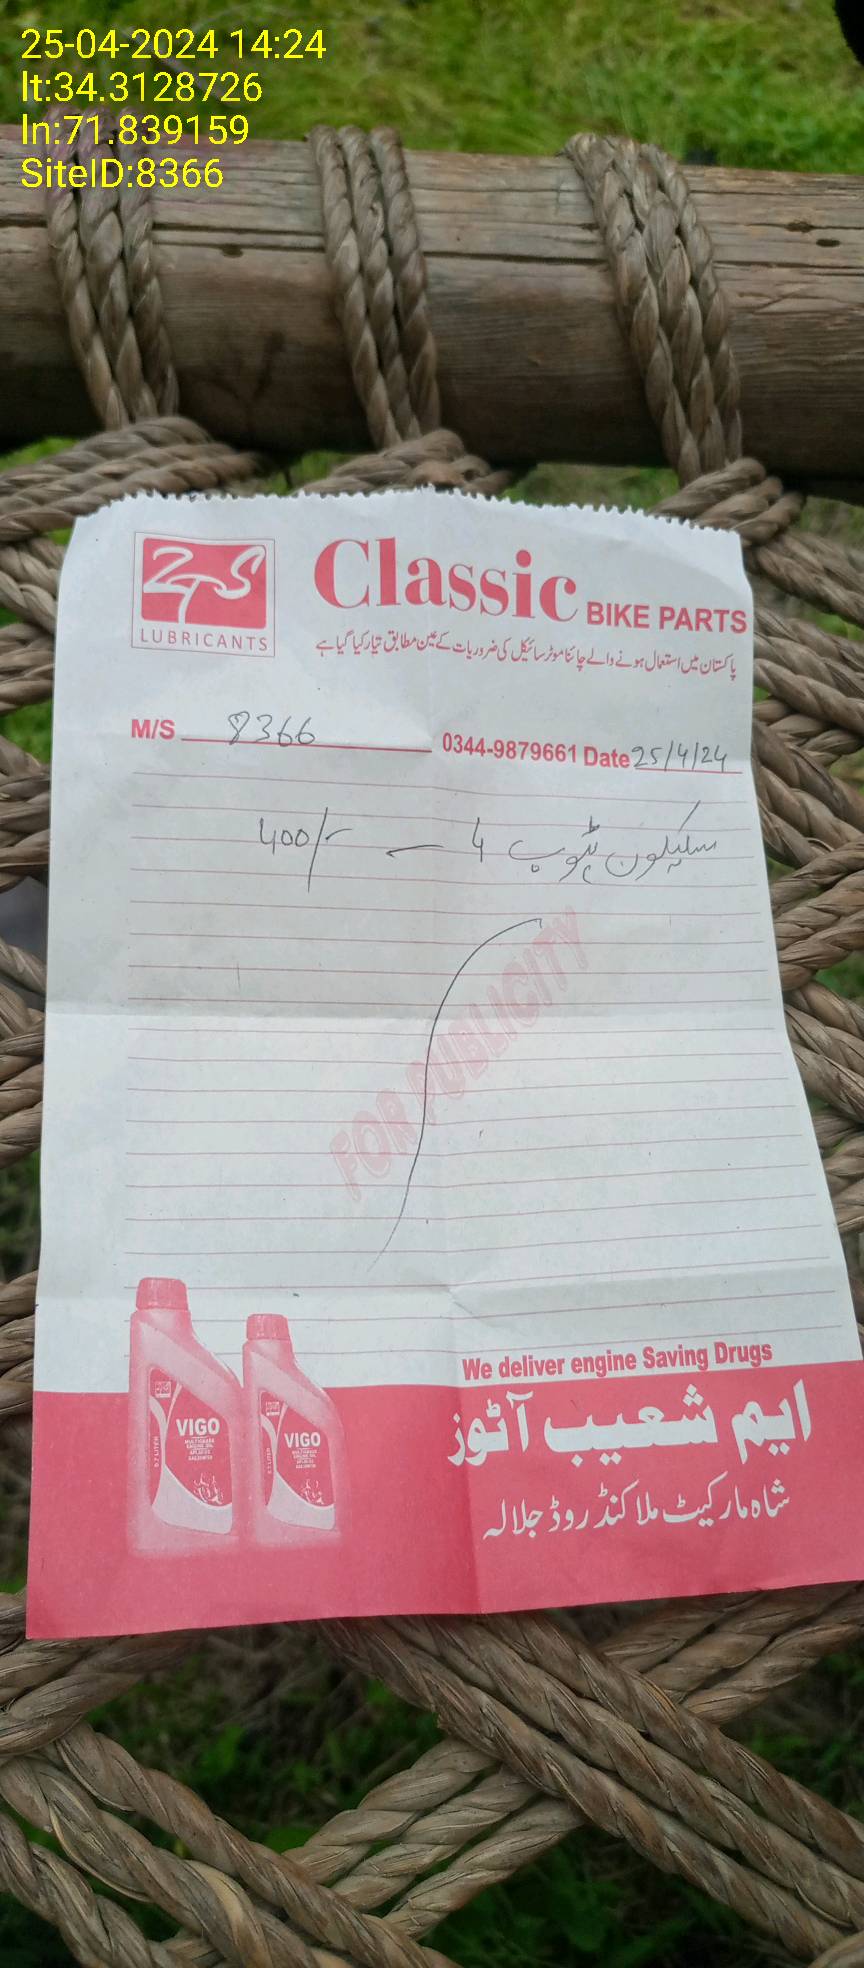 25-04-2024 14:24
lt:34.3128726
ln:71.839159
SiteID:8366
ZTS
LUBRICANTS
Classic BIKE PARTS
پاکستان میں استعمال ہونے والے چائنا موٹر سائیکل کی ضروریات کے عین مطابق تیار کیا گیا ہے
M/S 8366 0344-9879661 Date 25/4/24
سلیکون ٹیوب 4 — 400/-
FOR PUBLICITY
We deliver engine Saving Drugs
VIGO
VIGO
ایم شعیب آٹوز
شاہ مارکیٹ ملاکنڈ روڈ جلالہ